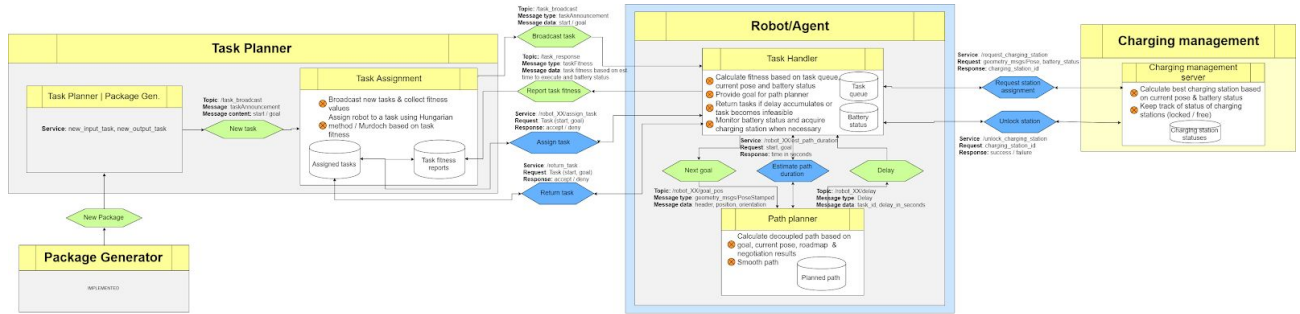 Task Planner
Task Planner | Package Gen.
Service: new_input_task, new_output_task
Topic: /task_broadcast
Message: taskAnnouncement
Message content: start / goal
New task
New Package
Package Generator
IMPLEMENTED
Task Assignment
Broadcast new tasks & collect fitness
values
Assign robot to a task using Hungarian
method / Murdoch based on task
fitness
Assigned tasks
Task fitness
reports
Topic: /task_broadcast
Message type: taskAnnouncement
Message data: start / goal
Broadcast task
Topic: /task_response
Message type: taskFitness
Message data: task fitness based on est.
time to execute and battery status
Report task fitness
Service: /robot_XX/assign_task
Request: Task (start, goal)
Response: accept / deny
Assign task
Service: /return_task
Request: Task (start, goal)
Response: accept / deny
Return task
Robot/Agent
Task Handler
Calculate fitness based on task queue,
current pose and battery status
Provide goal for path planner
Return tasks if delay accumulates or
task becomes infeasible
Monitor battery status and acquire
charging station when necessary
Task
queue
Battery
status
Service: /robot_XX/est_path_duration
Request: start, goal
Response: time in seconds
Next goal
Estimate path
duration
Delay
Topic: /robot_XX/goal_pos
Message type: geometry_msgs/PoseStamped
Message data: header, position, orientation
Topic: /robot_XX/delay
Message type: Delay
Message data: task_id, delay_in_seconds
Path planner
Calculate decoupled path based on
goal, current pose, roadmap &
negotiation results
Smooth path
Planned path
Service: /request_charging_station
Request: geometry_msgs/Pose, battery_status
Response: charging_station_id
Request station
assignment
Unlock station
Service: /unlock_charging_station
Request: charging_station_id
Response: success / failure
Charging management
Charging management
server
Calculate best charging station based
on current pose & battery status
Keep track of status of charging
stations (locked / free)
Charging station
statuses